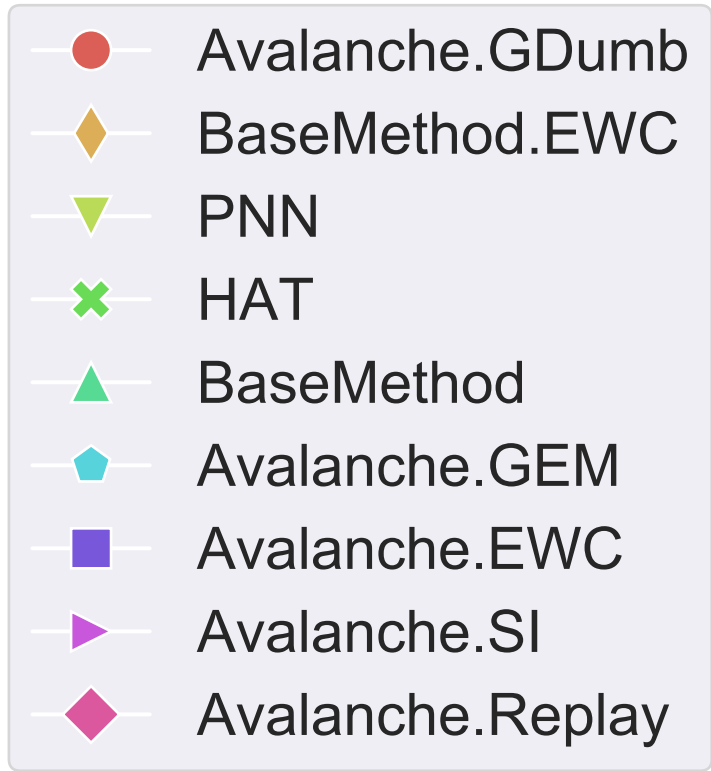 Avalanche.GDumb
BaseMethod.EWC
PNN
HAT
BaseMethod
Avalanche.GEM
Avalanche.EWC
Avalanche.SI
Avalanche.Replay